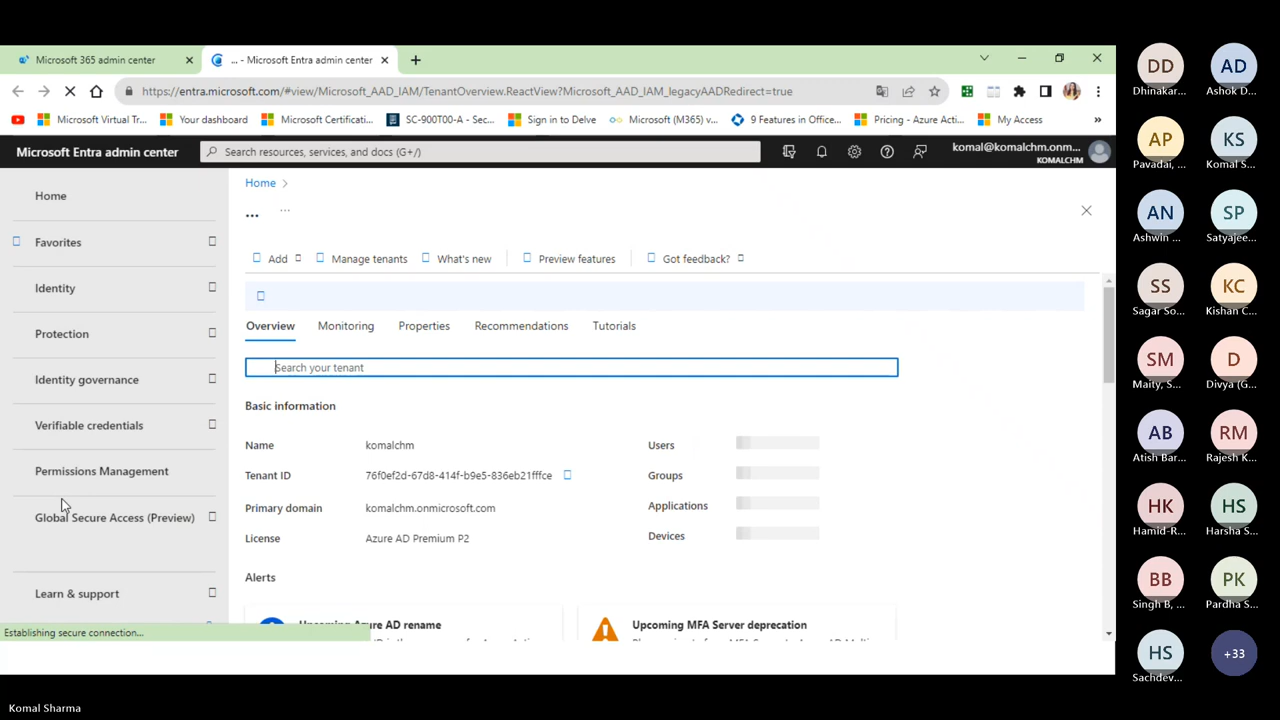 Microsoft 365 admin center
... - Microsoft Entra admin center
https://entra.microsoft.com/#view/Microsoft_AAD_IAM/TenantOverview.ReactView?Microsoft_AAD_IAM_legacyAADRedirect=true
Microsoft Virtual Tr...
Your dashboard
Microsoft Certificati...
SC-900T00-A - Sec...
Sign in to Delve
Microsoft (M365) v...
9 Features in Office...
Pricing - Azure Acti...
My Access
»
Microsoft Entra admin center
Search resources, services, and docs (G+/)
komal@komalchm.onm...
KOMALCHM
Home
Favorites
Identity
Protection
Identity governance
Verifiable credentials
Permissions Management
Global Secure Access (Preview)
Learn & support
Establishing secure connection...
Home
...
...
Add
Manage tenants
What's new
Preview features
Got feedback?
Overview
Monitoring
Properties
Recommendations
Tutorials
Search your tenant
Basic information
Name komalchm
Tenant ID 76f0ef2d-67d8-414f-b9e5-836eb21fffce
Primary domain komalchm.onmicrosoft.com
License Azure AD Premium P2
Users
Groups
Applications
Devices
Alerts
Upcoming Azure AD rename
Upcoming MFA Server deprecation
DD
Dhinakar...
AD
Ashok D...
AP
Pavadai, ...
KS
Komal S...
AN
Ashwin ...
SP
Satyajee...
SS
Sagar So...
KC
Kishan C...
SM
Maity, S...
D
Divya (G...
AB
Atish Bar...
RM
Rajesh K...
HK
Hamid-R...
HS
Harsha S...
BB
Singh B, ...
PK
Pardha S...
HS
Sachdev...
+33
Komal Sharma